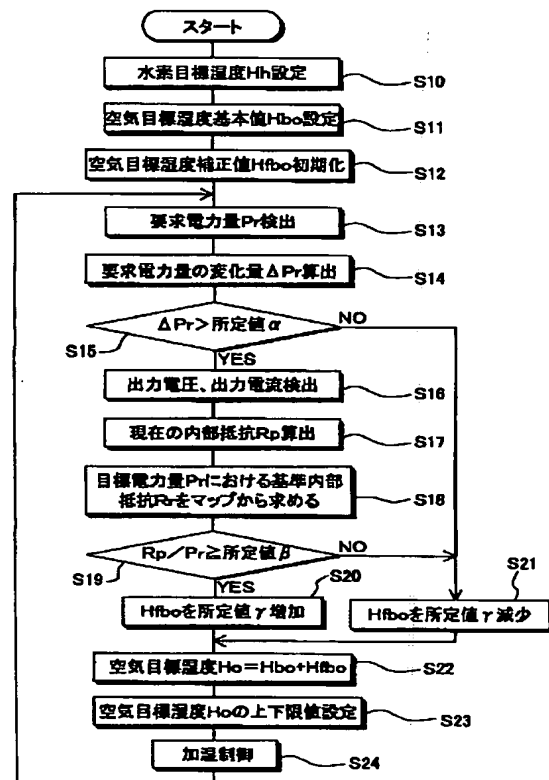 スタート
水素目標湿度Hh設定
S10
空気目標湿度基本値Hbo設定
S11
空気目標湿度補正値Hfbo初期化
S12
要求電力量Pr検出
S13
要求電力量の変化量ΔPr算出
S14
ΔPr>所定値α
NO
S15
YES
出力電圧、出力電流検出
S16
現在の内部抵抗Rp算出
S17
目標電力量Prにおける基準内部
抵抗Rrをマップから求める
S18
Rp/Pr≧所定値β
NO
S19
YES
S20
S21
Hfboを所定値γ増加
Hfboを所定値γ減少
空気目標湿度Ho=Hbo+Hfbo
S22
空気目標湿度Hoの上下限値設定
S23
加湿制御
S24